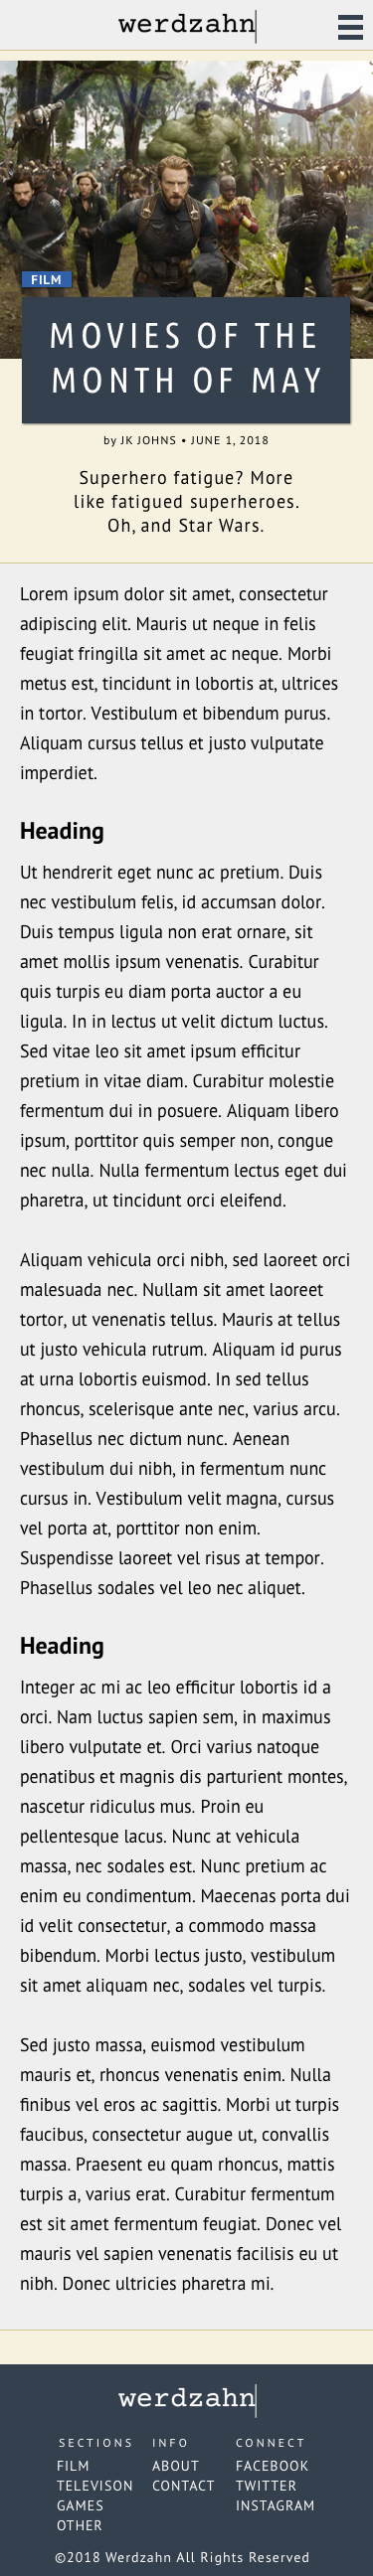 werdzahn
FILM
MOVIES OF THE
MONTH OF MAY
by JK JOHNS • JUNE 1, 2018
Superhero fatigue? More
like fatigued superheroes.
Oh, and Star Wars.
Lorem ipsum dolor sit amet, consectetur
adipiscing elit. Mauris ut neque in felis
feugiat fringilla sit amet ac neque. Morbi
metus est, tincidunt in lobortis at, ultrices
in tortor. Vestibulum et bibendum purus.
Aliquam cursus tellus et justo vulputate
imperdiet.
Heading
Ut hendrerit eget nunc ac pretium. Duis
nec vestibulum felis, id accumsan dolor.
Duis tempus ligula non erat ornare, sit
amet mollis ipsum venenatis. Curabitur
quis turpis eu diam porta auctor a eu
ligula. In in lectus ut velit dictum luctus.
Sed vitae leo sit amet ipsum efficitur
pretium in vitae diam. Curabitur molestie
fermentum dui in posuere. Aliquam libero
ipsum, porttitor quis semper non, congue
nec nulla. Nulla fermentum lectus eget dui
pharetra, ut tincidunt orci eleifend.
Aliquam vehicula orci nibh, sed laoreet orci
malesuada nec. Nullam sit amet laoreet
tortor, ut venenatis tellus. Mauris at tellus
ut justo vehicula rutrum. Aliquam id purus
at urna lobortis euismod. In sed tellus
rhoncus, scelerisque ante nec, varius arcu.
Phasellus nec dictum nunc. Aenean
vestibulum dui nibh, in fermentum nunc
cursus in. Vestibulum velit magna, cursus
vel porta at, porttitor non enim.
Suspendisse laoreet vel risus at tempor.
Phasellus sodales vel leo nec aliquet.
Heading
Integer ac mi ac leo efficitur lobortis id a
orci. Nam luctus sapien sem, in maximus
libero vulputate et. Orci varius natoque
penatibus et magnis dis parturient montes,
nascetur ridiculus mus. Proin eu
pellentesque lacus. Nunc at vehicula
massa, nec sodales est. Nunc pretium ac
enim eu condimentum. Maecenas porta dui
id velit consectetur, a commodo massa
bibendum. Morbi lectus justo, vestibulum
sit amet aliquam nec, sodales vel turpis.
Sed justo massa, euismod vestibulum
mauris et, rhoncus venenatis enim. Nulla
finibus vel eros ac sagittis. Morbi ut turpis
faucibus, consectetur augue ut, convallis
massa. Praesent eu quam rhoncus, mattis
turpis a, varius erat. Curabitur fermentum
est sit amet fermentum feugiat. Donec vel
mauris vel sapien venenatis facilisis eu ut
nibh. Donec ultricies pharetra mi.
werdzahn
SECTIONS
FILM
TELEVISON
GAMES
OTHER
INFO
ABOUT
CONTACT
CONNECT
FACEBOOK
TWITTER
INSTAGRAM
©2018 Werdzahn All Rights Reserved